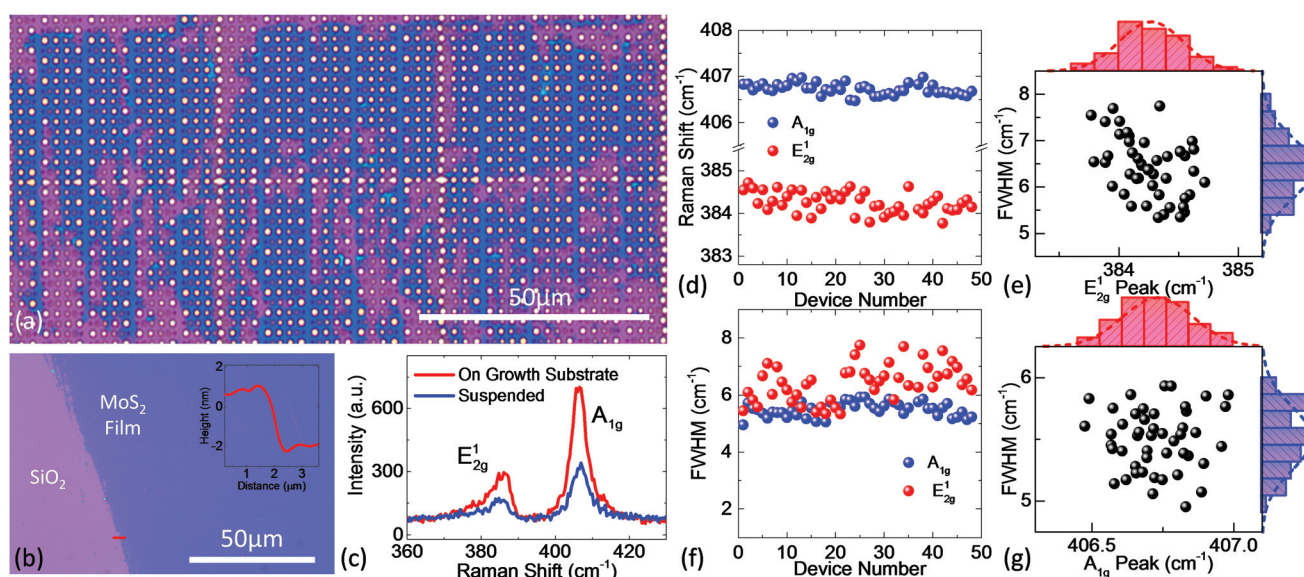 50μm
(a)
MoS2
Film
SiO2
50μm
(b)
Height (nm)
2
0
-2
1 2 3
Distance (μm)
Intensity (a.u.)
600
300
0
On Growth Substrate
Suspended
E¹2g
A1g
360 380 400 420
Raman Shift (cm⁻¹)
(c)
Raman Shift (cm⁻¹)
408
407
406
385
384
383
A1g
E¹2g
0 10 20 30 40 50
Device Number
(d)
FWHM (cm⁻¹)
8
7
6
5
384 385
E¹2g Peak (cm⁻¹)
(e)
FWHM (cm⁻¹)
8
6
4
2
A1g
E¹2g
0 10 20 30 40 50
Device Number
(f)
FWHM (cm⁻¹)
6
5
406.5 407.0
A1g Peak (cm⁻¹)
(g)